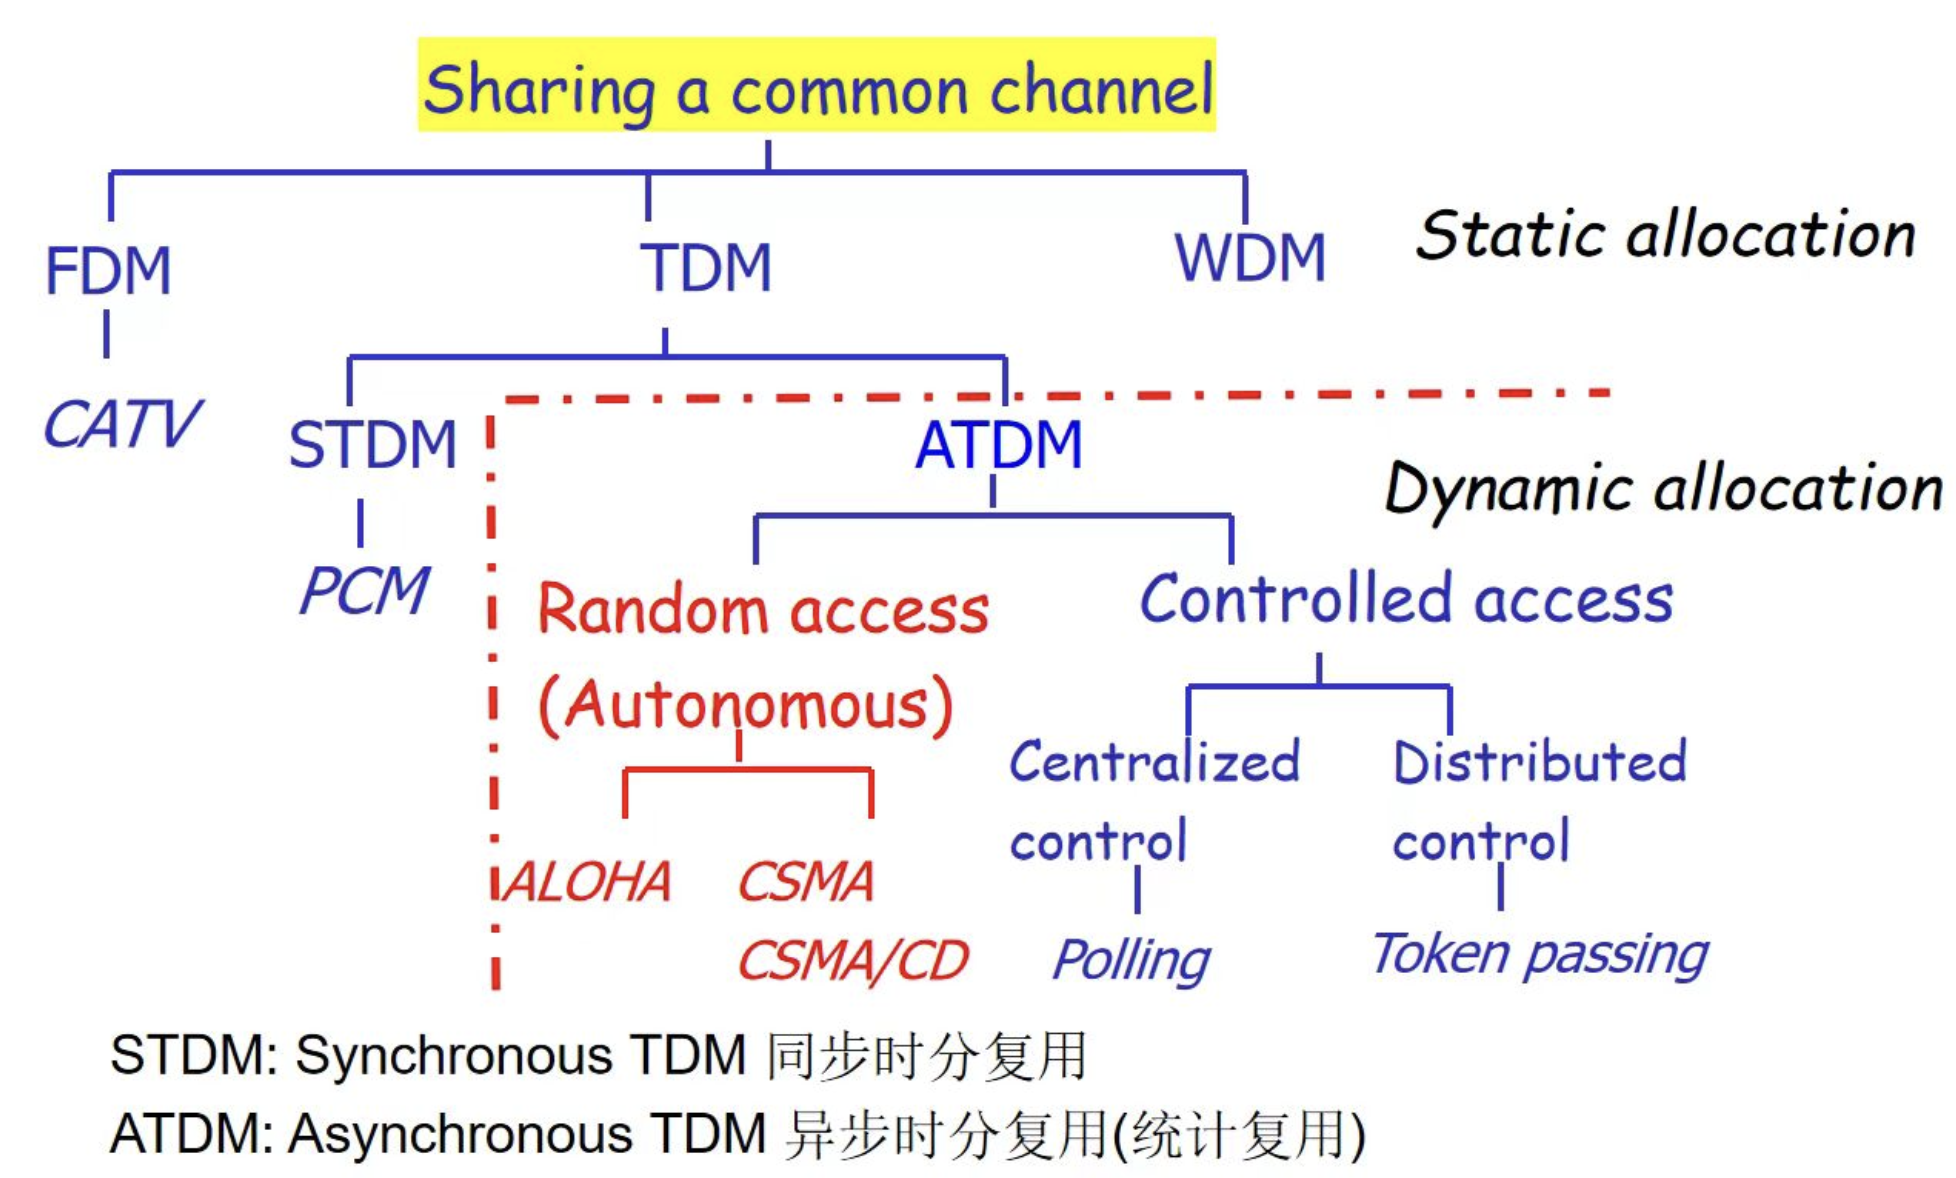 Sharing a common channel
FDM
TDM
WDM
Static allocation
CATV
STDM
ATDM
Dynamic allocation
PCM
Random access
(Autonomous)
Controlled access
Centralized
control
Distributed
control
ALOHA
CSMA
CSMA/CD
Polling
Token passing
STDM: Synchronous TDM 同步时分复用
ATDM: Asynchronous TDM 异步时分复用(统计复用)